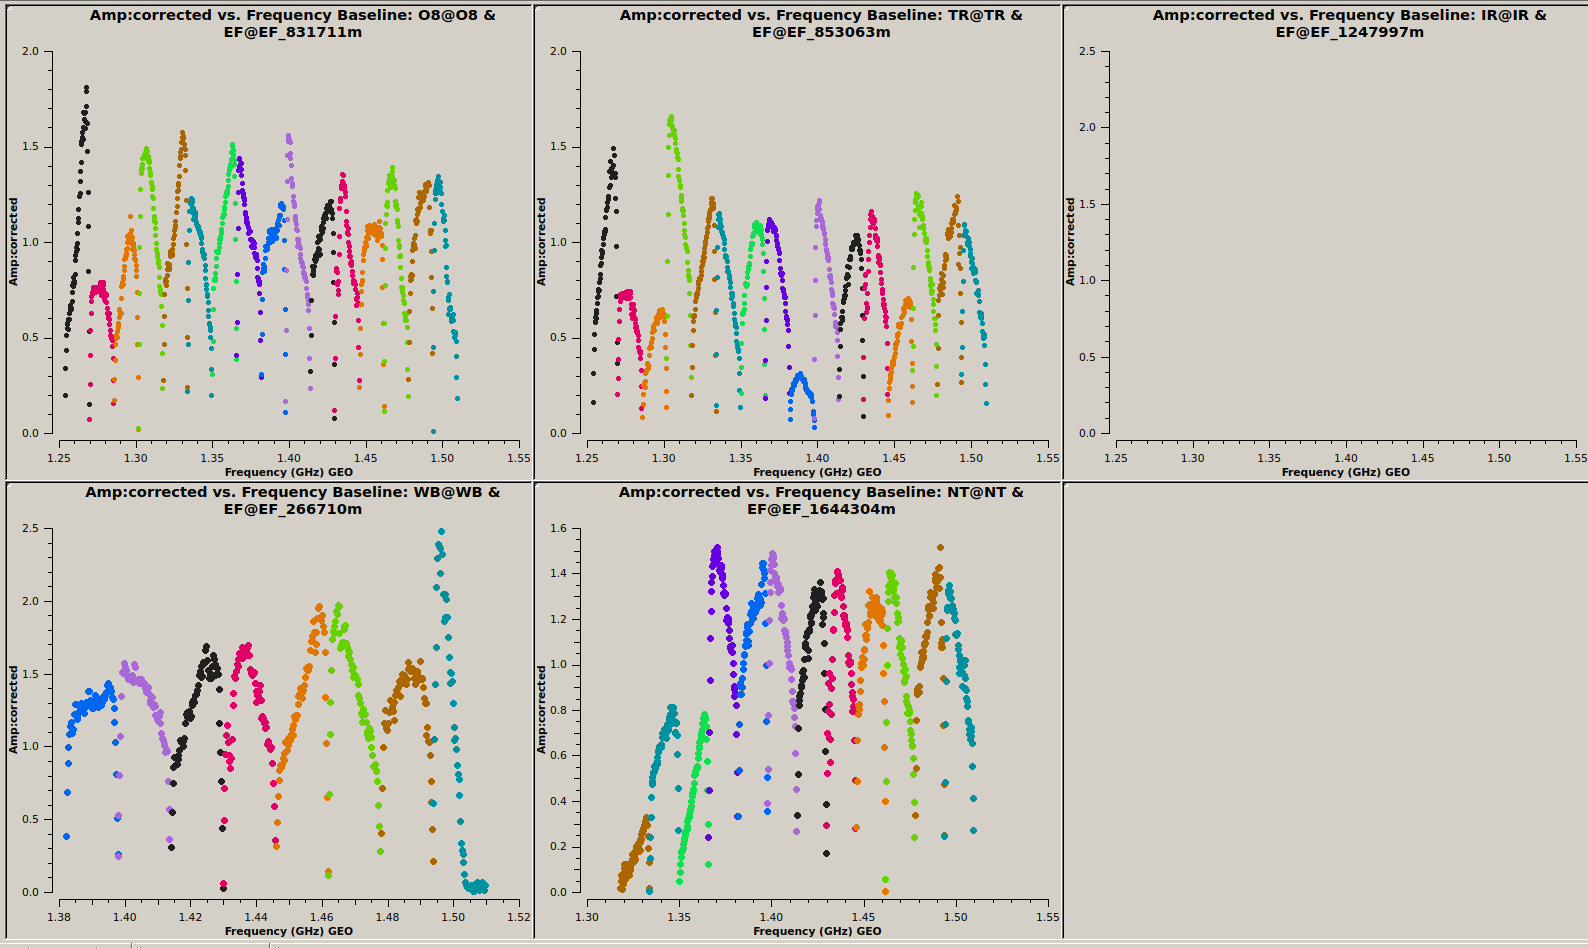 Amp:corrected vs. Frequency Baseline: O8@O8 &
EF@EF_831711m
2.0
1.5
1.0
0.5
0.0
Amp:corrected
1.25 1.30 1.35 1.40 1.45 1.50 1.55
Frequency (GHz) GEO
Amp:corrected vs. Frequency Baseline: TR@TR &
EF@EF_853063m
2.0
1.5
1.0
0.5
0.0
Amp:corrected
1.25 1.30 1.35 1.40 1.45 1.50 1.55
Frequency (GHz) GEO
Amp:corrected vs. Frequency Baseline: IR@IR &
EF@EF_1247997m
2.5
2.0
1.5
1.0
0.5
0.0
Amp:corrected
1.25 1.30 1.35 1.40 1.45 1.50 1.55
Frequency (GHz) GEO
Amp:corrected vs. Frequency Baseline: WB@WB &
EF@EF_266710m
2.5
2.0
1.5
1.0
0.5
0.0
Amp:corrected
1.38 1.40 1.42 1.44 1.46 1.48 1.50 1.52
Frequency (GHz) GEO
Amp:corrected vs. Frequency Baseline: NT@NT &
EF@EF_1644304m
1.6
1.4
1.2
1.0
0.8
0.6
0.4
0.2
0.0
Amp:corrected
1.30 1.35 1.40 1.45 1.50 1.55
Frequency (GHz) GEO